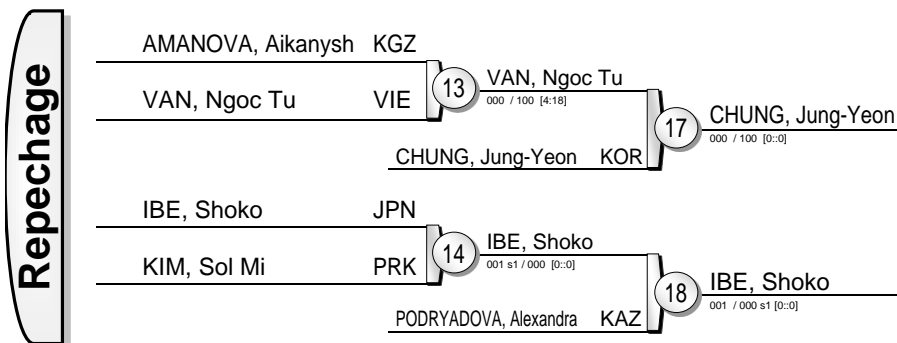 Repechage
AMANOVA, Aikanysh KGZ
VAN, Ngoc Tu VIE
13
VAN, Ngoc Tu
000 / 100 [4:18]
CHUNG, Jung-Yeon KOR
17
CHUNG, Jung-Yeon
000 / 100 [0::0]
IBE, Shoko JPN
KIM, Sol Mi PRK
14
IBE, Shoko
001 s1 / 000 [0::0]
PODRYADOVA, Alexandra KAZ
18
IBE, Shoko
001 / 000 s1 [0::0]